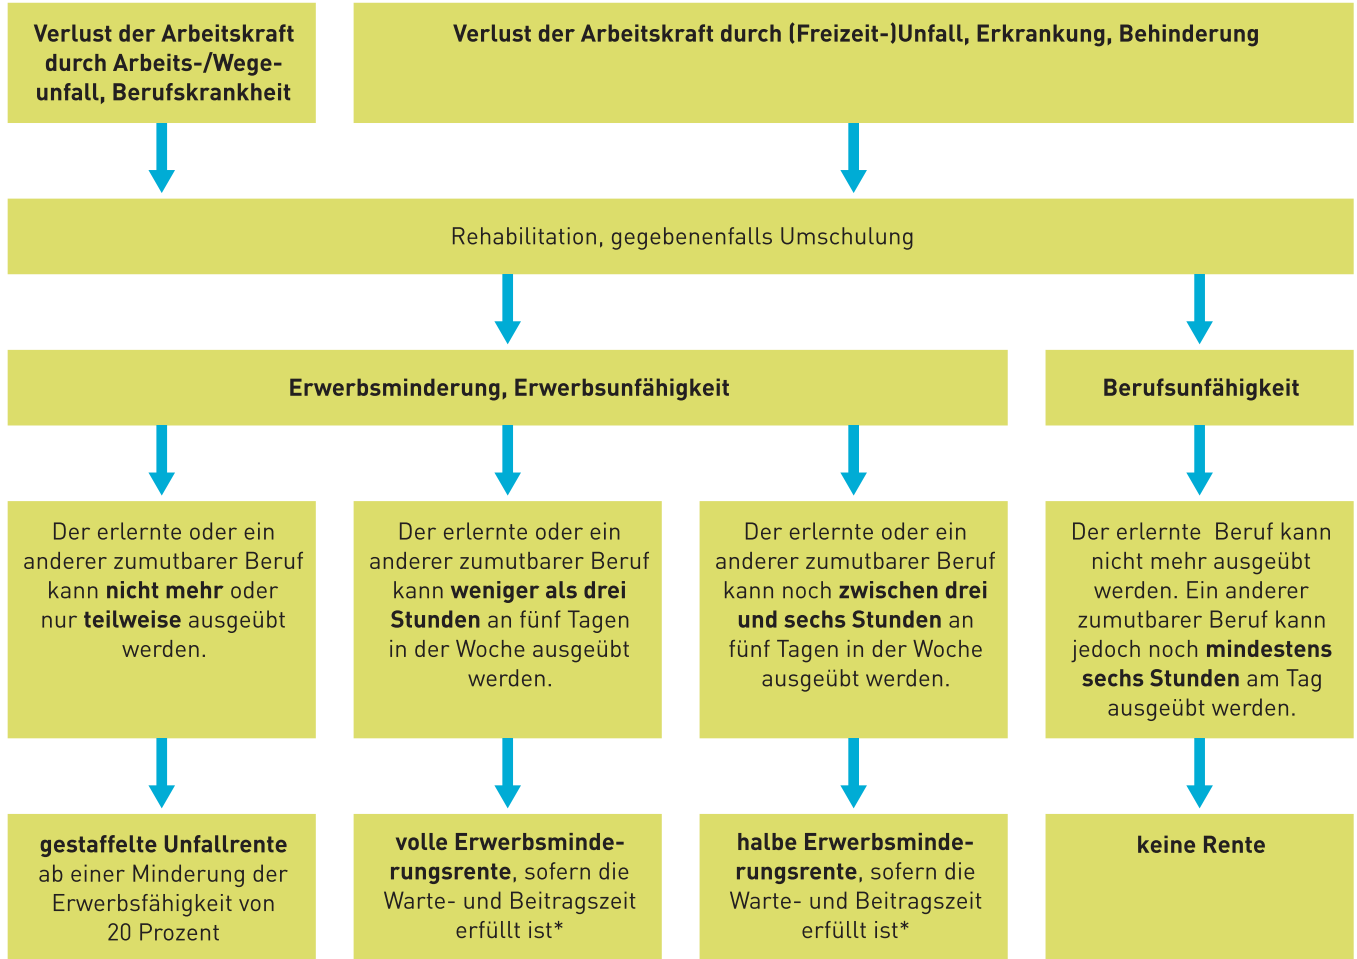 Verlust der Arbeitskraft
durch Arbeits-/Wege-
unfall, Berufskrankheit
Verlust der Arbeitskraft durch (Freizeit-)Unfall, Erkrankung, Behinderung
Rehabilitation, gegebenenfalls Umschulung
Erwerbsminderung, Erwerbsunfähigkeit
Berufsunfähigkeit
Der erlernte oder ein
anderer zumutbarer Beruf
kann nicht mehr oder
nur teilweise ausgeübt
werden.
Der erlernte oder ein
anderer zumutbarer Beruf
kann weniger als drei
Stunden an fünf Tagen
in der Woche ausgeübt
werden.
Der erlernte oder ein
anderer zumutbarer Beruf
kann noch zwischen drei
und sechs Stunden an
fünf Tagen in der Woche
ausgeübt werden.
Der erlernte Beruf kann
nicht mehr ausgeübt
werden. Ein anderer
zumutbarer Beruf kann
jedoch noch mindestens
sechs Stunden am Tag
ausgeübt werden.
gestaffelte Unfallrente
ab einer Minderung der
Erwerbsfähigkeit von
20 Prozent
volle Erwerbsminde-
rungsrente, sofern die
Warte- und Beitragszeit
erfüllt ist*
halbe Erwerbsminde-
rungsrente, sofern die
Warte- und Beitragszeit
erfüllt ist*
keine Rente